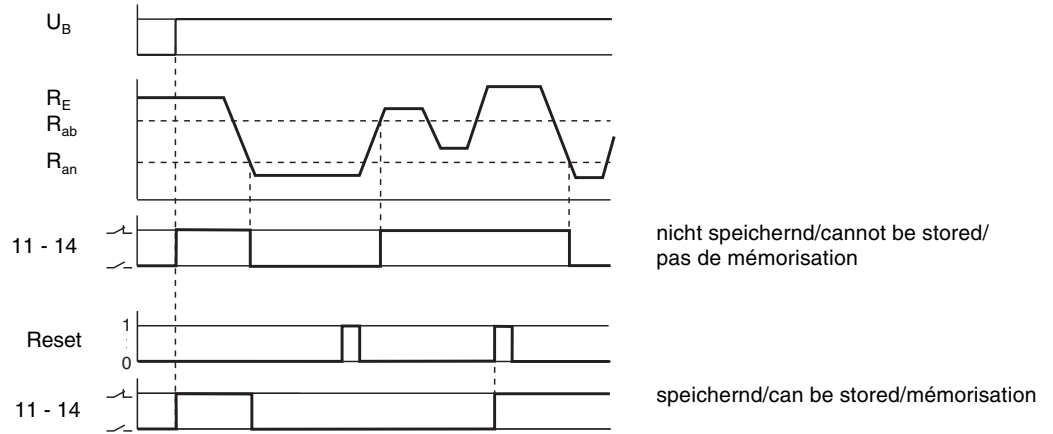 U_B
R_E
R_ab
R_an
11 - 14
nicht speichernd/cannot be stored/
pas de mémorisation
Reset
1
0
11 - 14
speichernd/can be stored/mémorisation